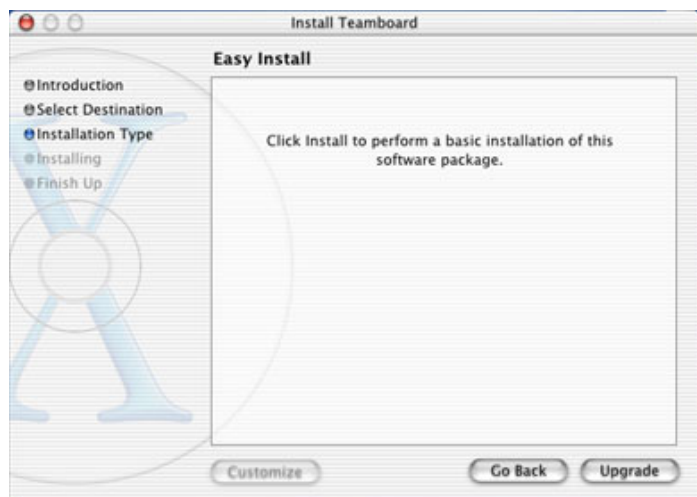 Install Teamboard
Easy Install
Introduction
Select Destination
Installation Type
Installing
Finish Up
Click Install to perform a basic installation of this
software package.
Customize
Go Back
Upgrade